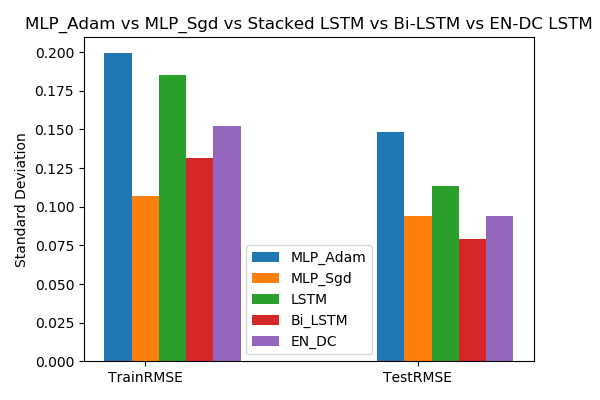 MLP_Adam vs MLP_Sgd vs Stacked LSTM vs Bi-LSTM vs EN-DC LSTM
Standard Deviation
0.200
0.175
0.150
0.125
0.100
0.075
0.050
0.025
0.000
MLP_Adam
MLP_Sgd
LSTM
Bi_LSTM
EN_DC
TrainRMSE
TestRMSE